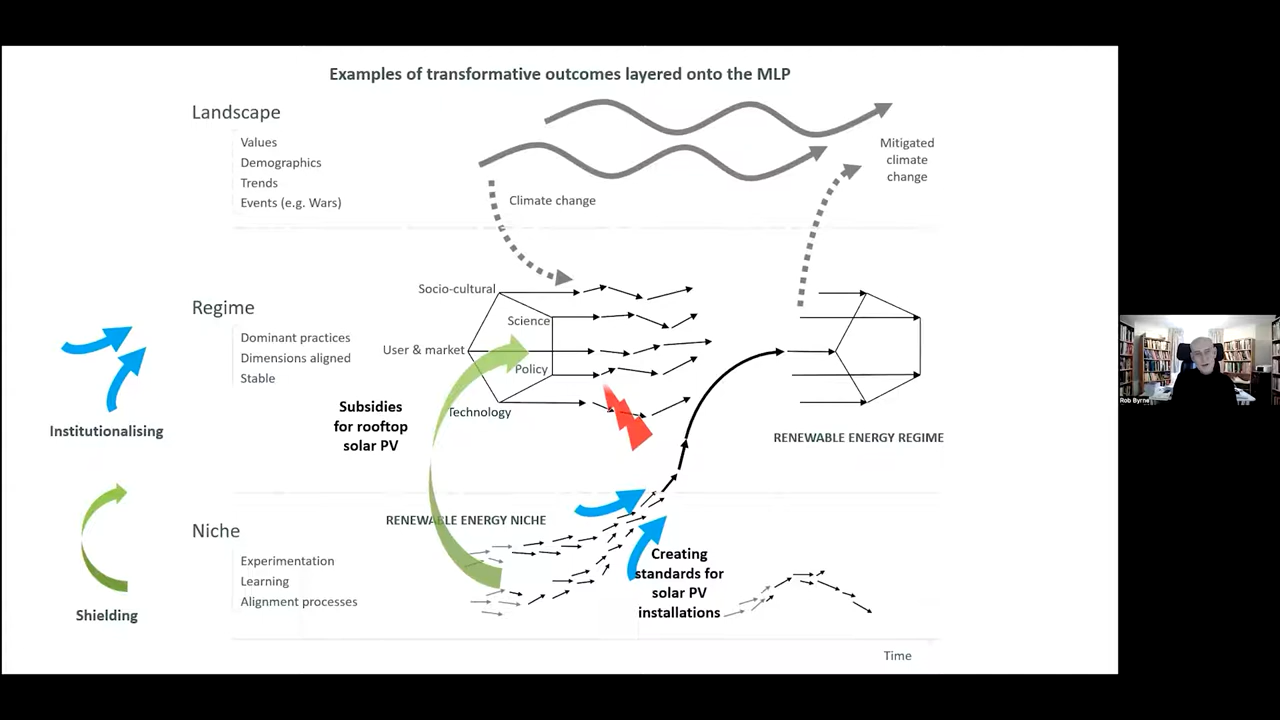 Examples of transformative outcomes layered onto the MLP
Landscape
Values
Demographics
Trends
Events (e.g. Wars)
Climate change
Mitigated
climate
change
Regime
Dominant practices
Dimensions aligned
Stable
Socio-cultural
Science
User & market
Policy
Technology
Institutionalising
Subsidies
for rooftop
solar PV
RENEWABLE ENERGY REGIME
Niche
Experimentation
Learning
Alignment processes
RENEWABLE ENERGY NICHE
Creating
standards for
solar PV
installations
Shielding
Time
Rob Byrne